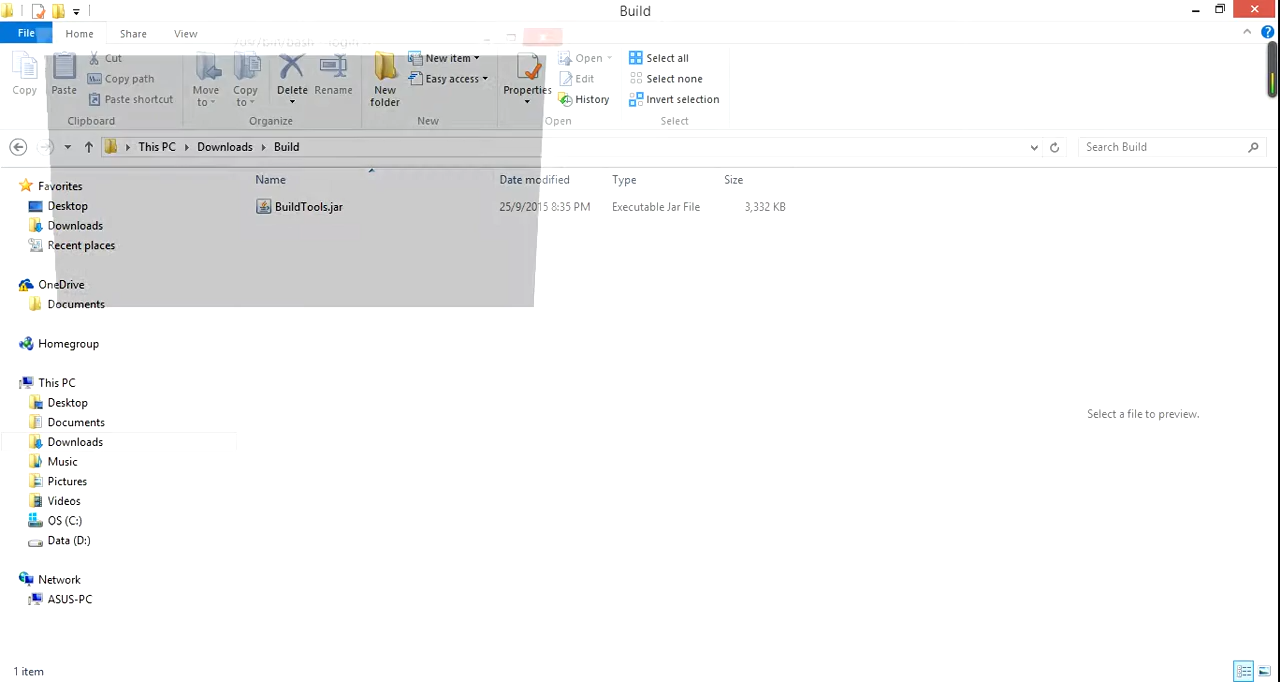 Build
File Home Share View
/usr/bin/bash --login
Copy
Paste
Cut
Copy path
Paste shortcut
Clipboard
Move to
Copy to
Delete
Rename
Organize
New folder
New item
Easy access
New
Properties
Open
Edit
History
Open
Select all
Select none
Invert selection
Select
This PC Downloads Build
Search Build
Name Date modified Type Size
BuildTools.jar 25/9/2015 8:35 PM Executable Jar File 3,332 KB
Favorites
Desktop
Downloads
Recent places
OneDrive
Documents
Homegroup
This PC
Desktop
Documents
Downloads
Music
Pictures
Videos
OS (C:)
Data (D:)
Network
ASUS-PC
Select a file to preview.
1 item